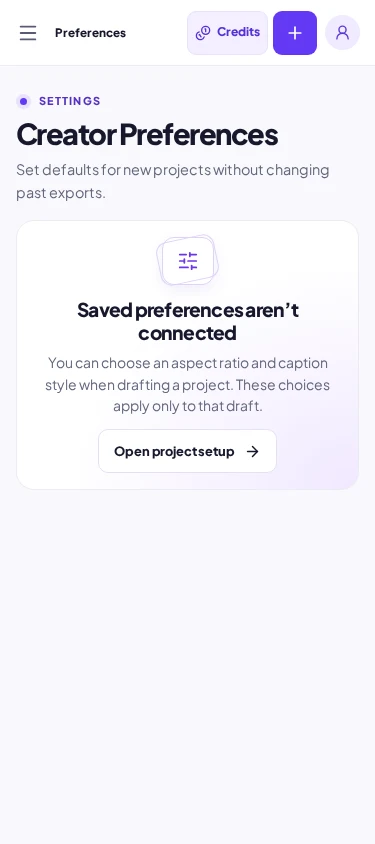 Preferences
Credits
SETTINGS
Creator Preferences
Set defaults for new projects without changing
past exports.
Saved preferences aren’t
connected
You can choose an aspect ratio and caption
style when drafting a project. These choices
apply only to that draft.
Open project setup